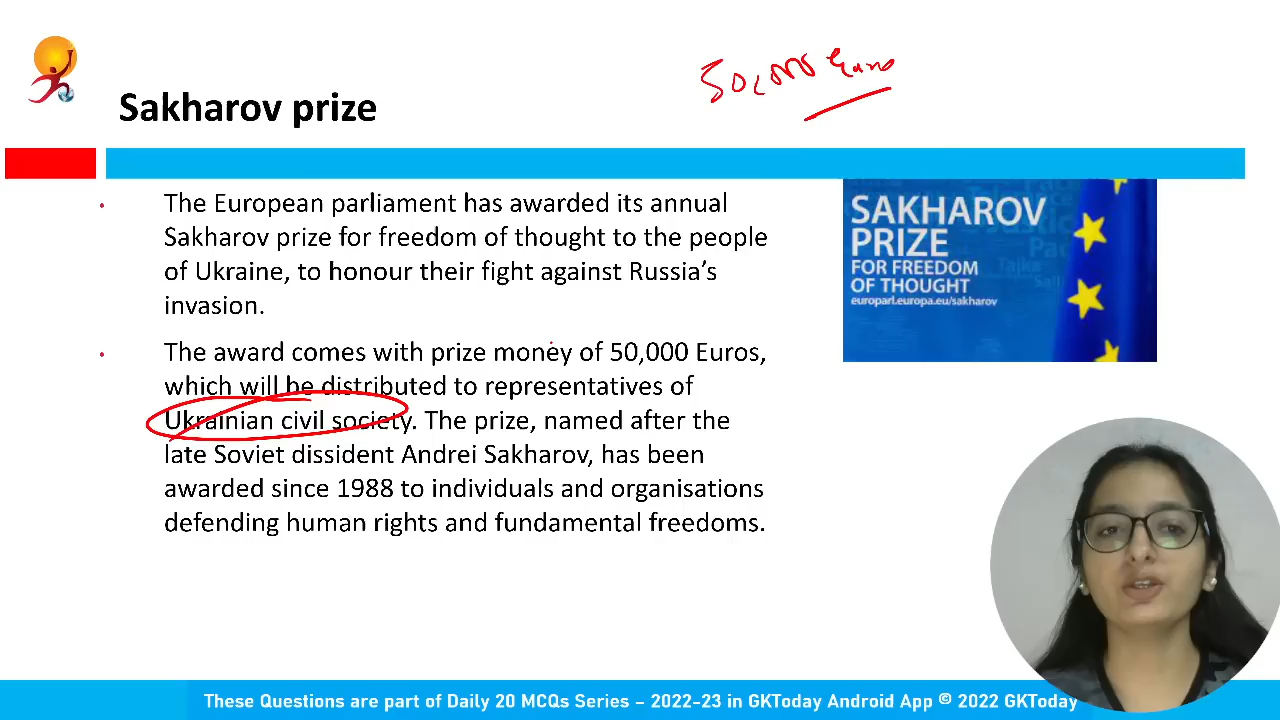 50,000 Euro
Sakharov prize
The European parliament has awarded its annual
Sakharov prize for freedom of thought to the people
of Ukraine, to honour their fight against Russia's
invasion.
The award comes with prize money of 50,000 Euros,
which will be distributed to representatives of
Ukrainian civil society. The prize, named after the
late Soviet dissident Andrei Sakharov, has been
awarded since 1988 to individuals and organisations
defending human rights and fundamental freedoms.
SAKHAROV
PRIZE
FOR FREEDOM
OF THOUGHT
europarl.europa.eu/sakharov
These Questions are part of Daily 20 MCQs Series – 2022-23 in GKToday Android App © 2022 GKToday